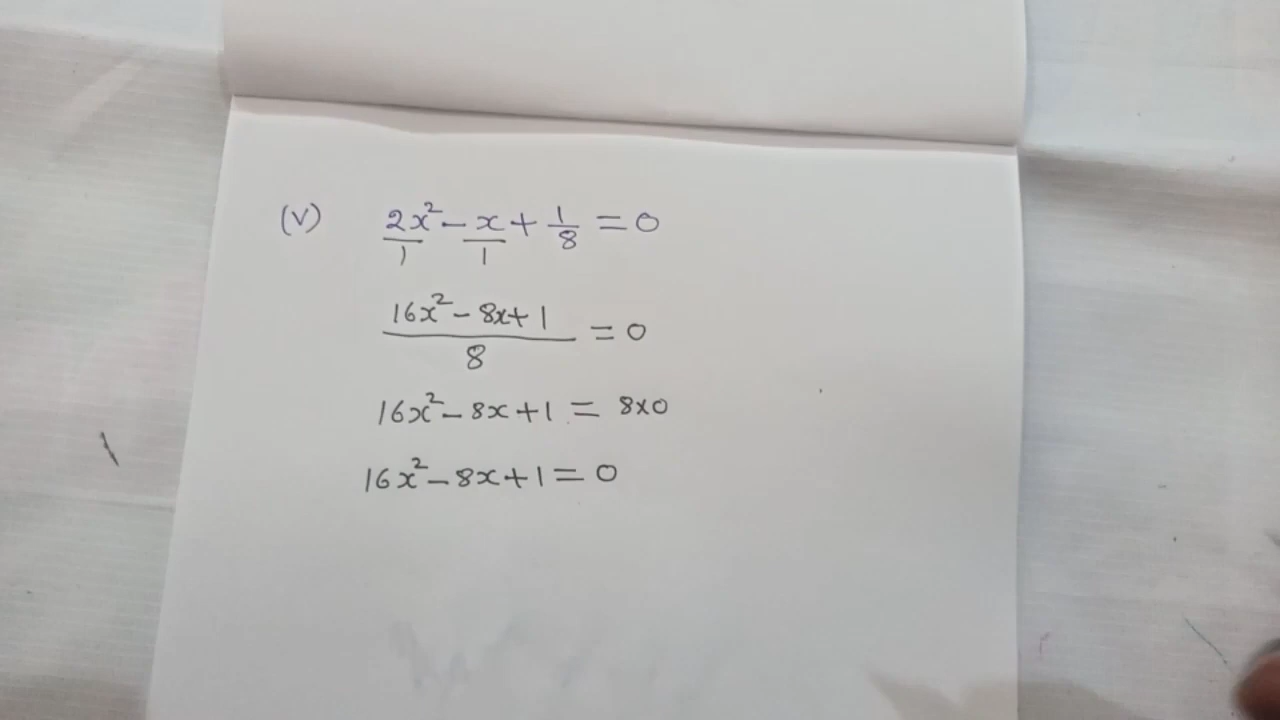 (V) 2x²/1 - x/1 + 1/8 = 0
16x² - 8x + 1 / 8 = 0
16x² - 8x + 1 = 8x0
16x² - 8x + 1 = 0